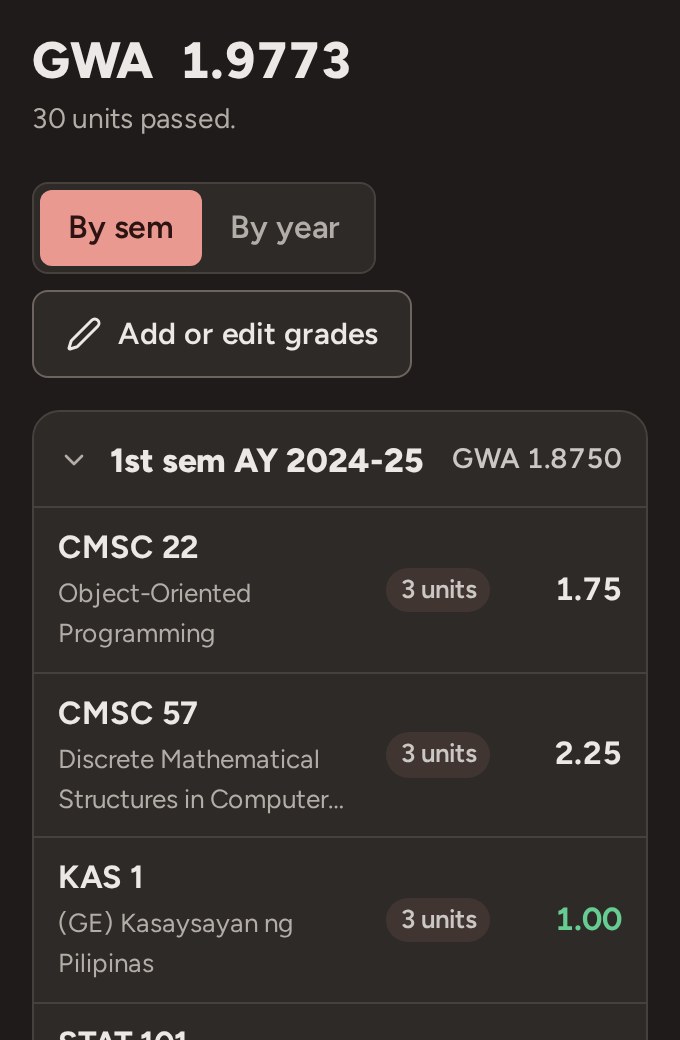 GWA 1.9773
30 units passed.
By sem
By year
Add or edit grades
1st sem AY 2024-25
GWA 1.8750
CMSC 22
Object-Oriented
Programming
3 units
1.75
CMSC 57
Discrete Mathematical
Structures in Computer...
3 units
2.25
KAS 1
(GE) Kasaysayan ng
Pilipinas
3 units
1.00
STAT 101